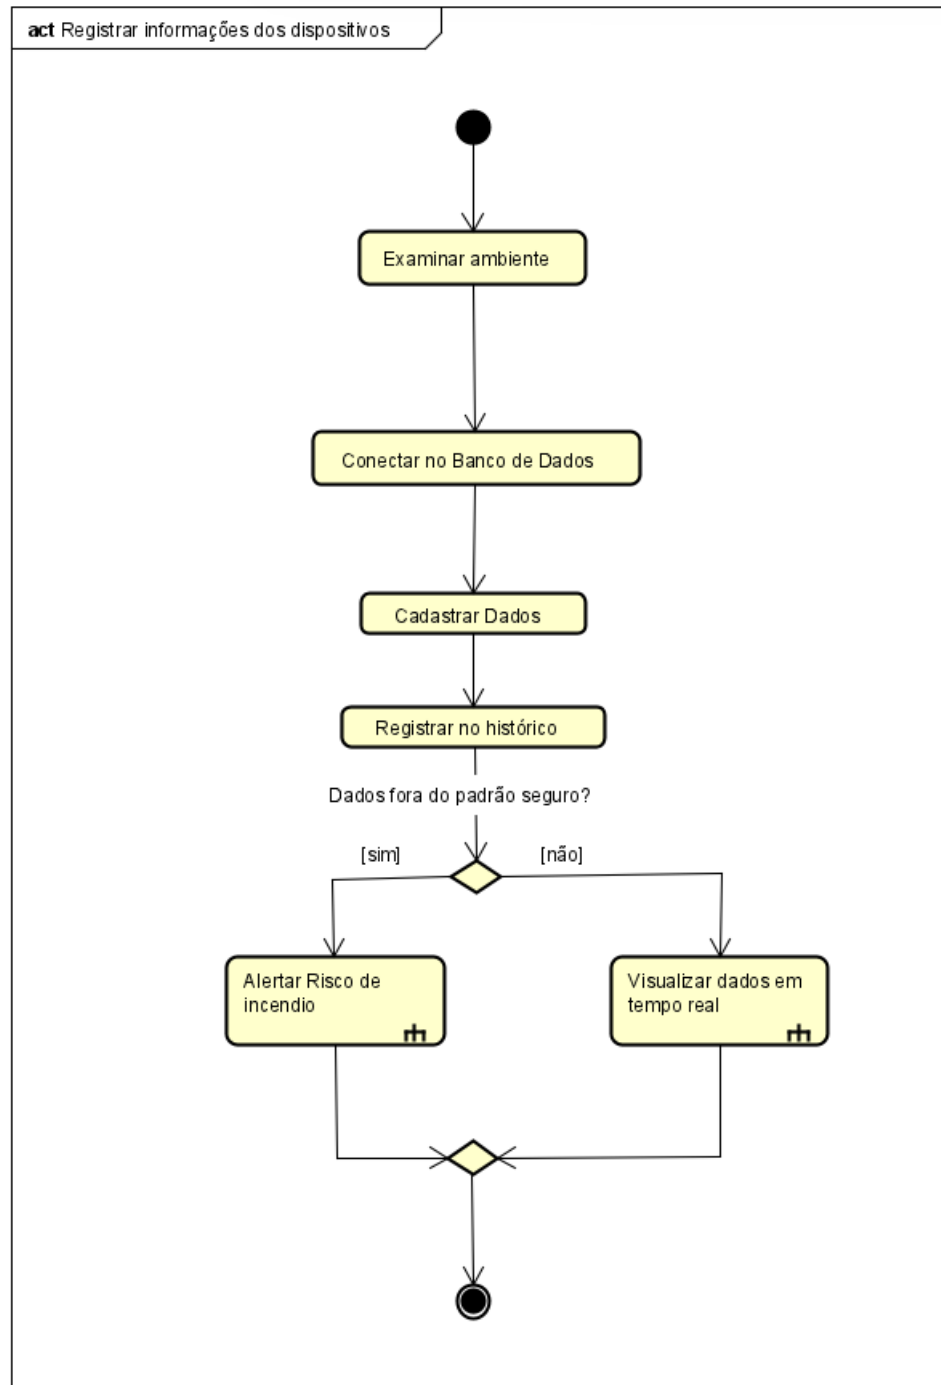 act Registrar informações dos dispositivos
Examinar ambiente
Conectar no Banco de Dados
Cadastrar Dados
Registrar no histórico
Dados fora do padrão seguro?
[sim]
[não]
Alertar Risco de
incendio
Visualizar dados em
tempo real